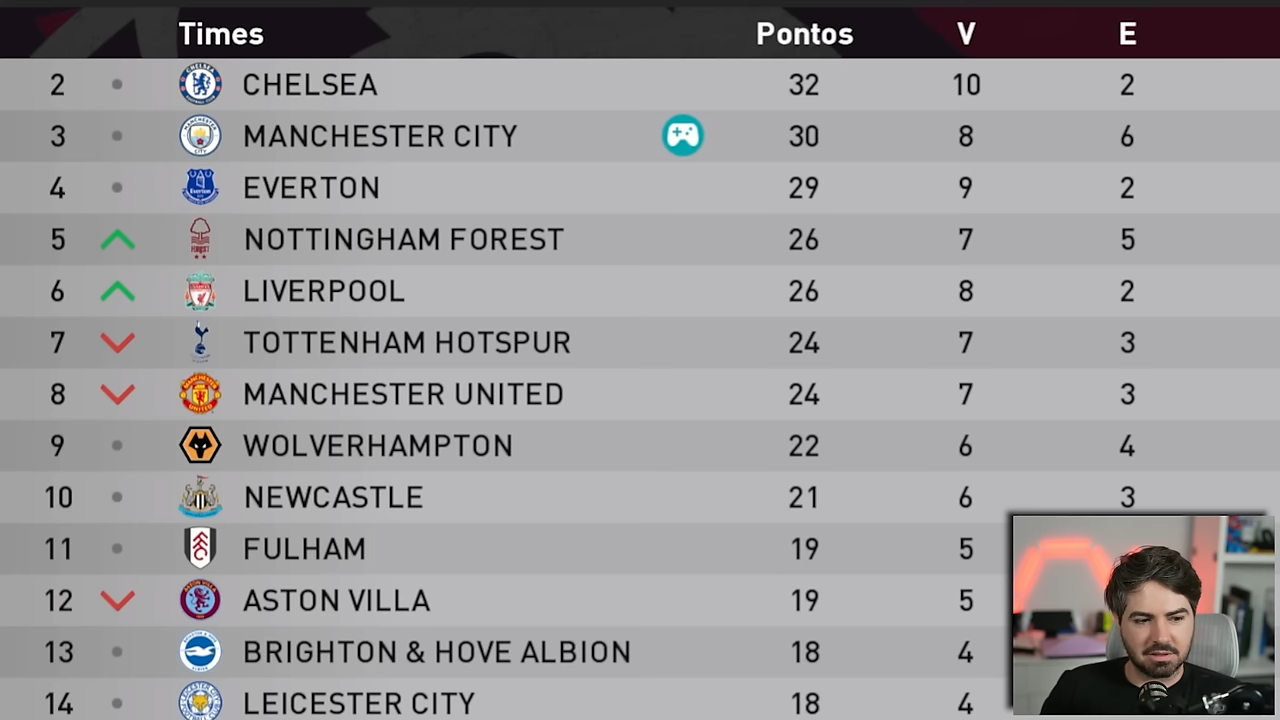 Times Pontos V E
2 CHELSEA 32 10 2
3 MANCHESTER CITY 30 8 6
4 EVERTON 29 9 2
5 NOTTINGHAM FOREST 26 7 5
6 LIVERPOOL 26 8 2
7 TOTTENHAM HOTSPUR 24 7 3
8 MANCHESTER UNITED 24 7 3
9 WOLVERHAMPTON 22 6 4
10 NEWCASTLE 21 6 3
11 FULHAM 19 5
12 ASTON VILLA 19 5
13 BRIGHTON & HOVE ALBION 18 4
14 LEICESTER CITY 18 4